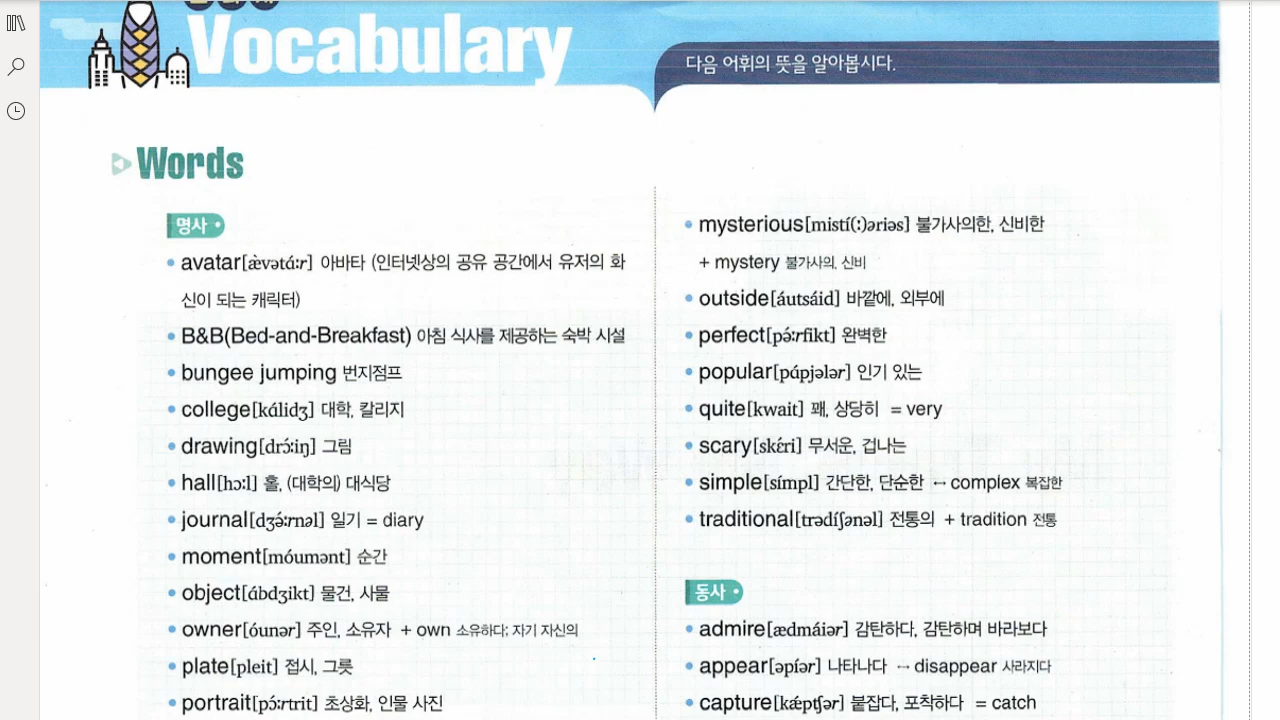 Vocabulary
다음 어휘의 뜻을 알아봅시다.
Words
명사
avatar[æ̀vətɑ́ːr] 아바타 (인터넷상의 공유 공간에서 유저의 화
신이 되는 캐릭터)
B&B(Bed-and-Breakfast) 아침 식사를 제공하는 숙박 시설
bungee jumping 번지점프
college[kɑ́lidʒ] 대학, 칼리지
drawing[drɔ́ːiŋ] 그림
hall[hɔːl] 홀, (대학의) 대식당
journal[dʒə́ːrnəl] 일기 = diary
moment[móumənt] 순간
object[ɑ́bdʒikt] 물건, 사물
owner[óunər] 주인, 소유자 + own 소유하다; 자기 자신의
plate[pleit] 접시, 그릇
portrait[pɔ́ːrtrit] 초상화, 인물 사진
mysterious[mistí(ː)əriəs] 불가사의한, 신비한
+ mystery 불가사의, 신비
outside[áutsáid] 바깥에, 외부에
perfect[pə́ːrfikt] 완벽한
popular[pɑ́pjələr] 인기 있는
quite[kwait] 꽤, 상당히 = very
scary[skɛ́ri] 무서운, 겁나는
simple[símpl] 간단한, 단순한 ↔ complex 복잡한
traditional[trədíʃənəl] 전통의 + tradition 전통
동사
admire[ædmáiər] 감탄하다, 감탄하며 바라보다
appear[əpíər] 나타나다 ↔ disappear 사라지다
capture[kǽptʃər] 붙잡다, 포착하다 = catch